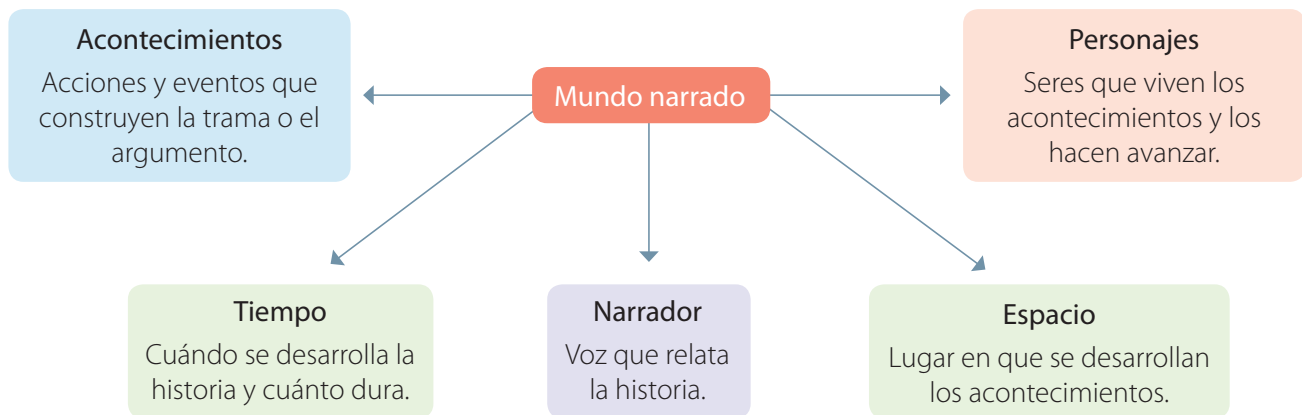 Acontecimientos
Acciones y eventos que
construyen la trama o el
argumento.
Mundo narrado
Personajes
Seres que viven los
acontecimientos y los
hacen avanzar.
Tiempo
Cuándo se desarrolla la
historia y cuánto dura.
Narrador
Voz que relata
la historia.
Espacio
Lugar en que se desarrollan
los acontecimientos.